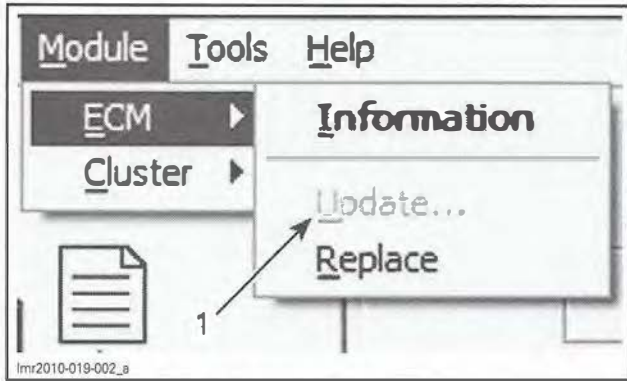 Module Tools Help
ECM Information
Cluster Update...
Replace
1
lmr2010-019-002_a